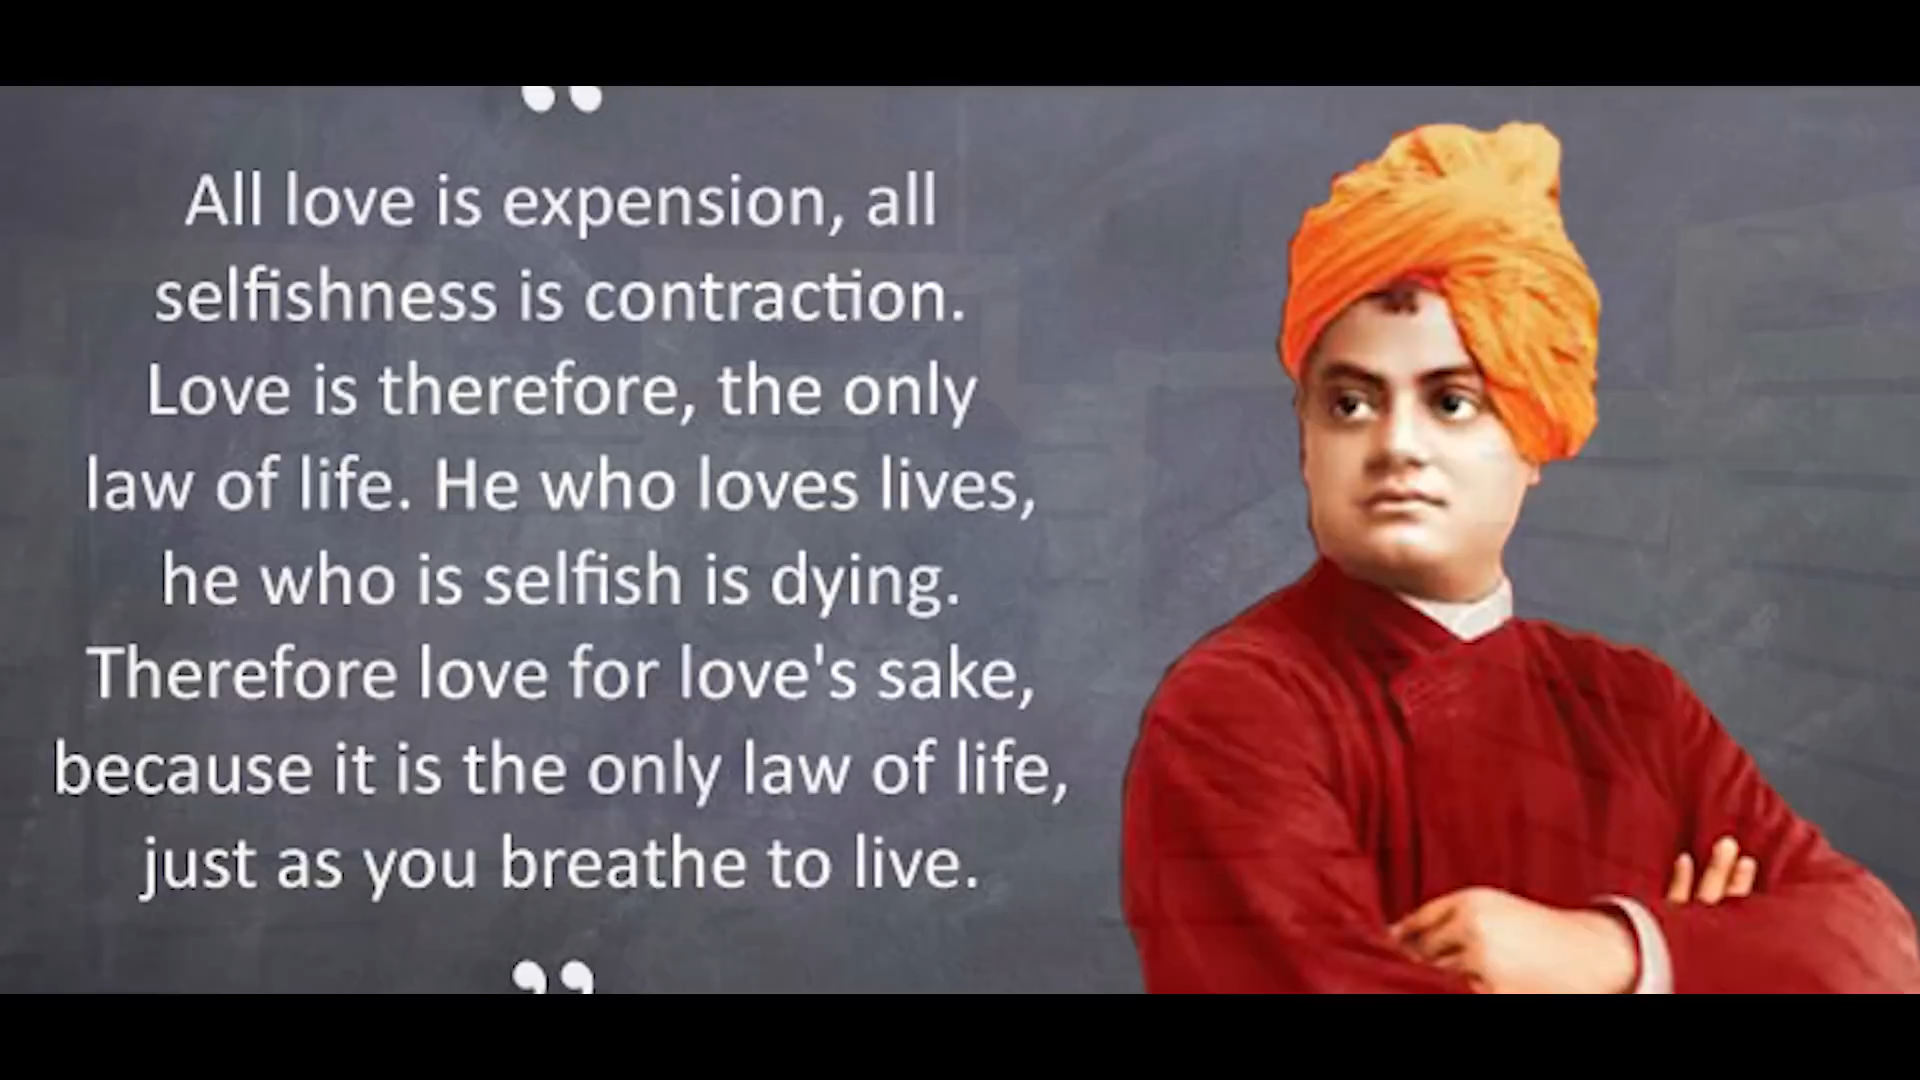 “
All love is expension, all
selfishness is contraction.
Love is therefore, the only
law of life. He who loves lives,
he who is selfish is dying.
Therefore love for love's sake,
because it is the only law of life,
just as you breathe to live.
”